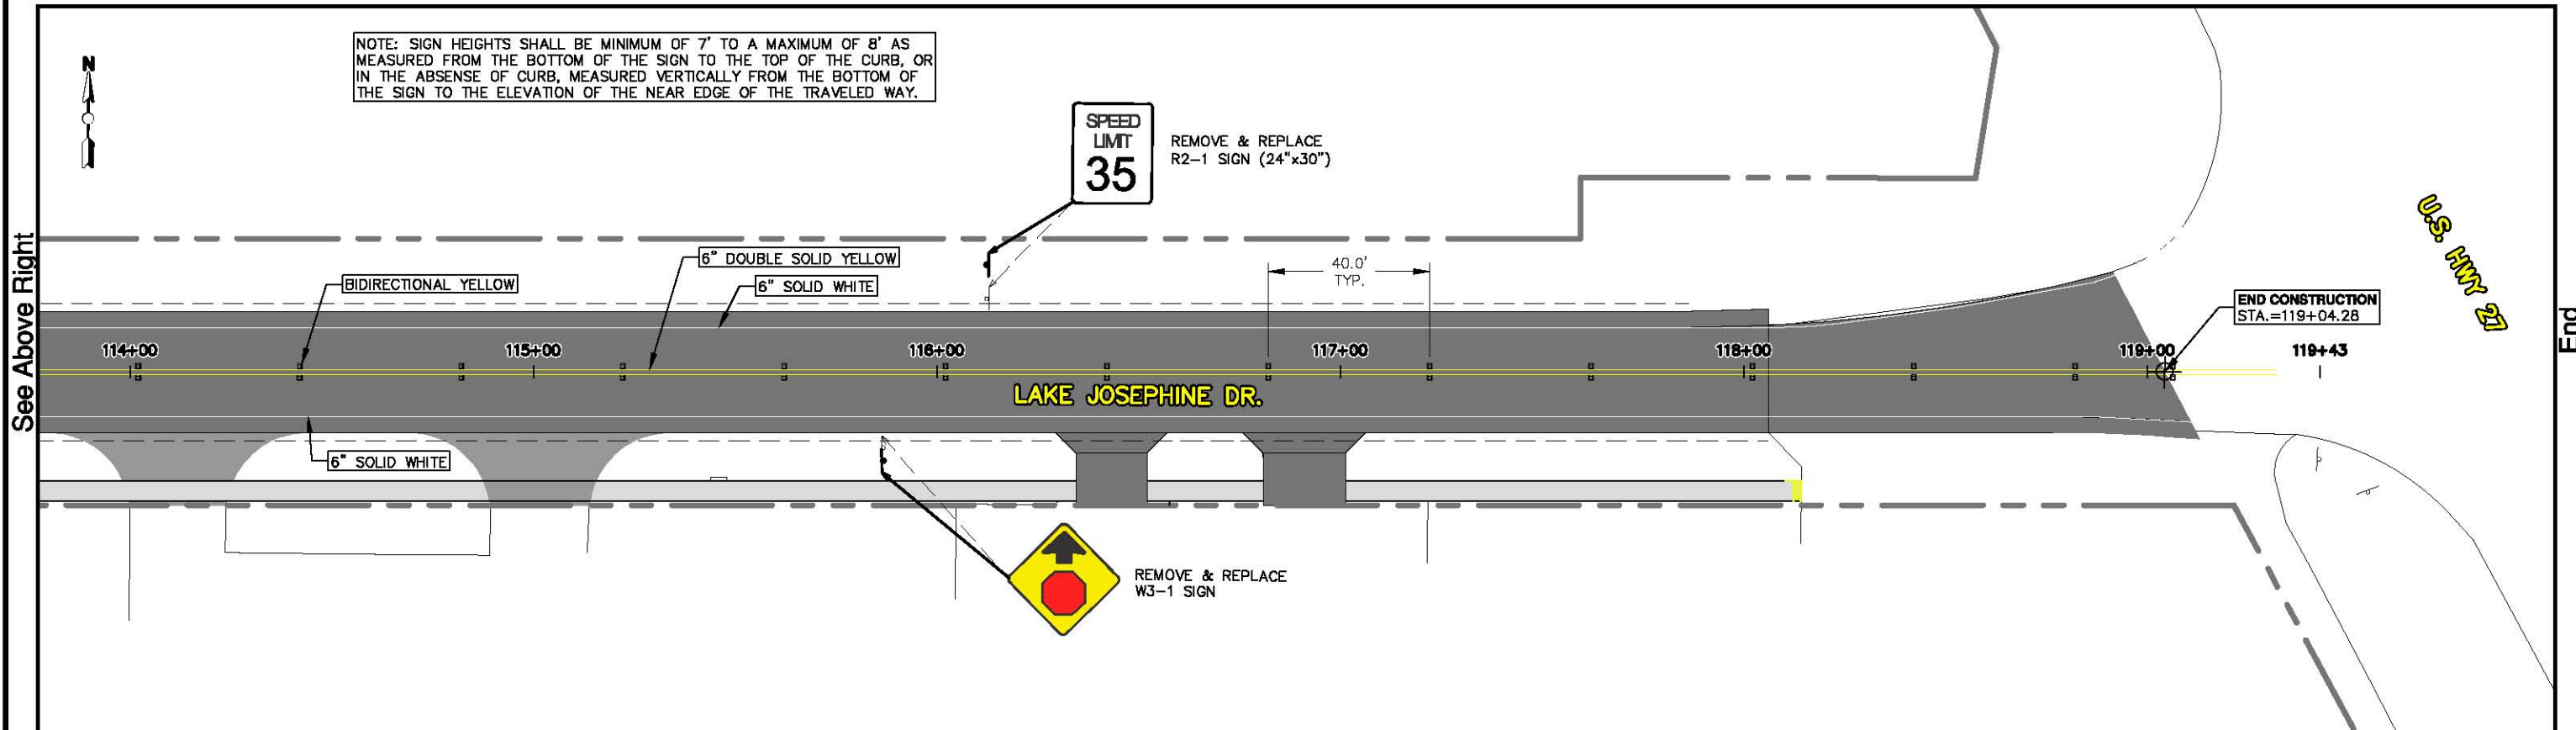 N
NOTE: SIGN HEIGHTS SHALL BE MINIMUM OF 7' TO A MAXIMUM OF 8' AS
MEASURED FROM THE BOTTOM OF THE SIGN TO THE TOP OF THE CURB, OR
IN THE ABSENSE OF CURB, MEASURED VERTICALLY FROM THE BOTTOM OF
THE SIGN TO THE ELEVATION OF THE NEAR EDGE OF THE TRAVELED WAY.
SPEED
LIMIT
35
REMOVE & REPLACE
R2-1 SIGN (24"x30")
U.S. HWY 27
See Above Right
BIDIRECTIONAL YELLOW
6" DOUBLE SOLID YELLOW
6" SOLID WHITE
40.0'
TYP.
END CONSTRUCTION
STA.=119+04.28
End
114+00
115+00
116+00
117+00
118+00
119+00
119+43
LAKE JOSEPHINE DR.
6" SOLID WHITE
REMOVE & REPLACE
W3-1 SIGN